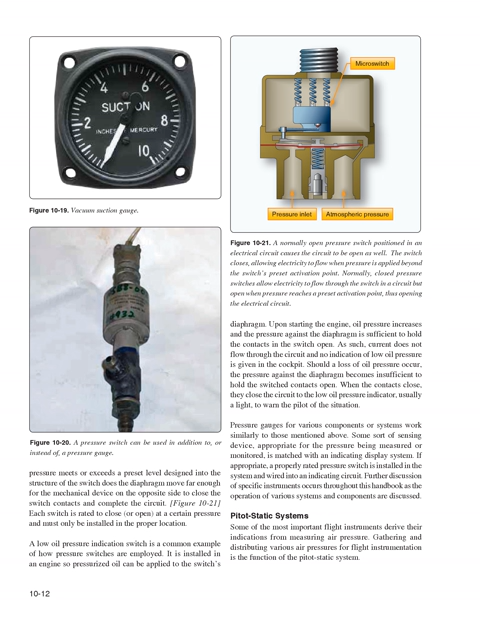 4
6
SUCTION
2
8
INCHES MERCURY
10
Figure 10-19. Vacuum suction gauge.
Figure 10-20. A pressure switch can be used in addition to, or
instead of, a pressure gauge.
pressure meets or exceeds a preset level designed into the
structure of the switch does the diaphragm move far enough
for the mechanical device on the opposite side to close the
switch contacts and complete the circuit. [Figure 10-21]
Each switch is rated to close (or open) at a certain pressure
and must only be installed in the proper location.
A low oil pressure indication switch is a common example
of how pressure switches are employed. It is installed in
an engine so pressurized oil can be applied to the switch's
Microswitch
Pressure inlet
Atmospheric pressure
Figure 10-21. A normally open pressure switch positioned in an
electrical circuit causes the circuit to be open as well. The switch
closes, allowing electricity to flow when pressure is applied beyond
the switch's preset activation point. Normally, closed pressure
switches allow electricity to flow through the switch in a circuit but
open when pressure reaches a preset activation point, thus opening
the electrical circuit.
diaphragm. Upon starting the engine, oil pressure increases
and the pressure against the diaphragm is sufficient to hold
the contacts in the switch open. As such, current does not
flow through the circuit and no indication of low oil pressure
is given in the cockpit. Should a loss of oil pressure occur,
the pressure against the diaphragm becomes insufficient to
hold the switched contacts open. When the contacts close,
they close the circuit to the low oil pressure indicator, usually
a light, to warn the pilot of the situation.
Pressure gauges for various components or systems work
similarly to those mentioned above. Some sort of sensing
device, appropriate for the pressure being measured or
monitored, is matched with an indicating display system. If
appropriate, a properly rated pressure switch is installed in the
system and wired into an indicating circuit. Further discussion
of specific instruments occurs throughout this handbook as the
operation of various systems and components are discussed.
Pitot-Static Systems
Some of the most important flight instruments derive their
indications from measuring air pressure. Gathering and
distributing various air pressures for flight instrumentation
is the function of the pitot-static system.
10-12